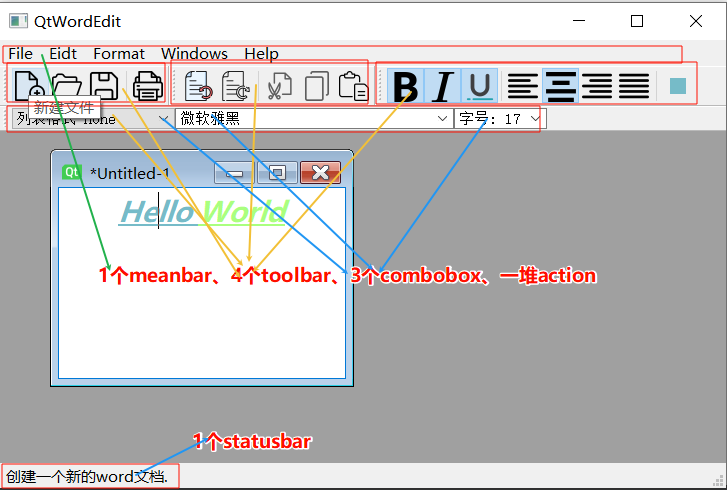 QtWordEdit
File Eidt Format Windows Help
B I U
新建文件
列表格式 None 微软雅黑 字号：17
*Untitled-1
Qt
Hello World
1个meanbar、4个toolbar、3个combobox、一堆action
1个statusbar
创建一个新的word文档.